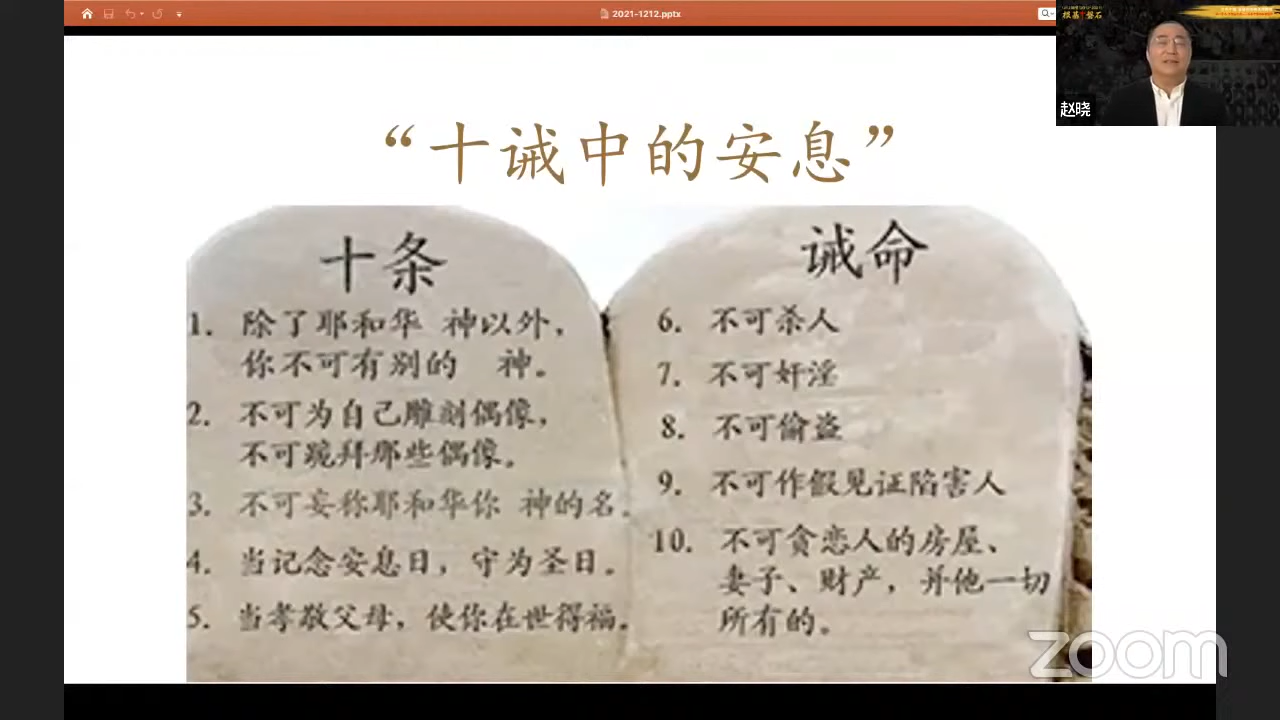 2021-1212.pptx
根基 磐石
赵晓
“十诫中的安息”
十条
1. 除了耶和华 神以外，
你不可有别的 神。
2. 不可为自己雕刻偶像，
不可跪拜那些偶像。
3. 不可妄称耶和华你 神的名。
4. 当记念安息日，守为圣日。
5. 当孝敬父母，使你在世得福。
诫命
6. 不可杀人
7. 不可奸淫
8. 不可偷盗
9. 不可作假见证陷害人
10. 不可贪恋人的房屋、
妻子、财产，并他一切
所有的。
zoom